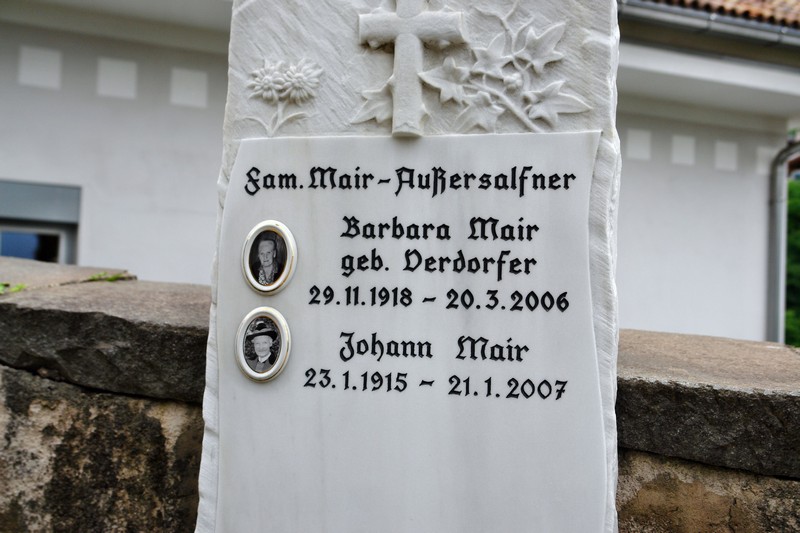 Fam. Mair-Außersalfner
Barbara Mair
geb. Verdorfer
29.11.1918 - 20.3.2006
Johann Mair
23.1.1915 - 21.1.2007